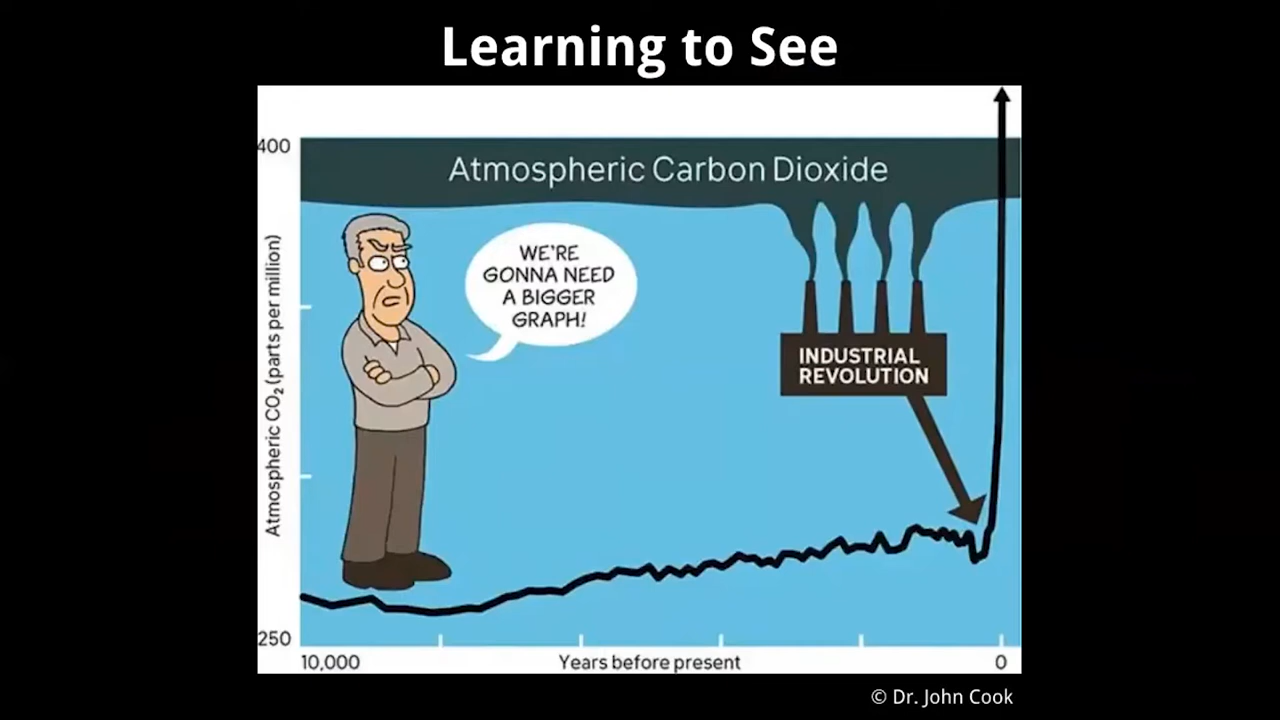 Learning to See
400
Atmospheric Carbon Dioxide
WE'RE
GONNA NEED
A BIGGER
GRAPH!
INDUSTRIAL
REVOLUTION
Atmospheric CO₂ (parts per million)
250
10,000
Years before present
0
© Dr. John Cook